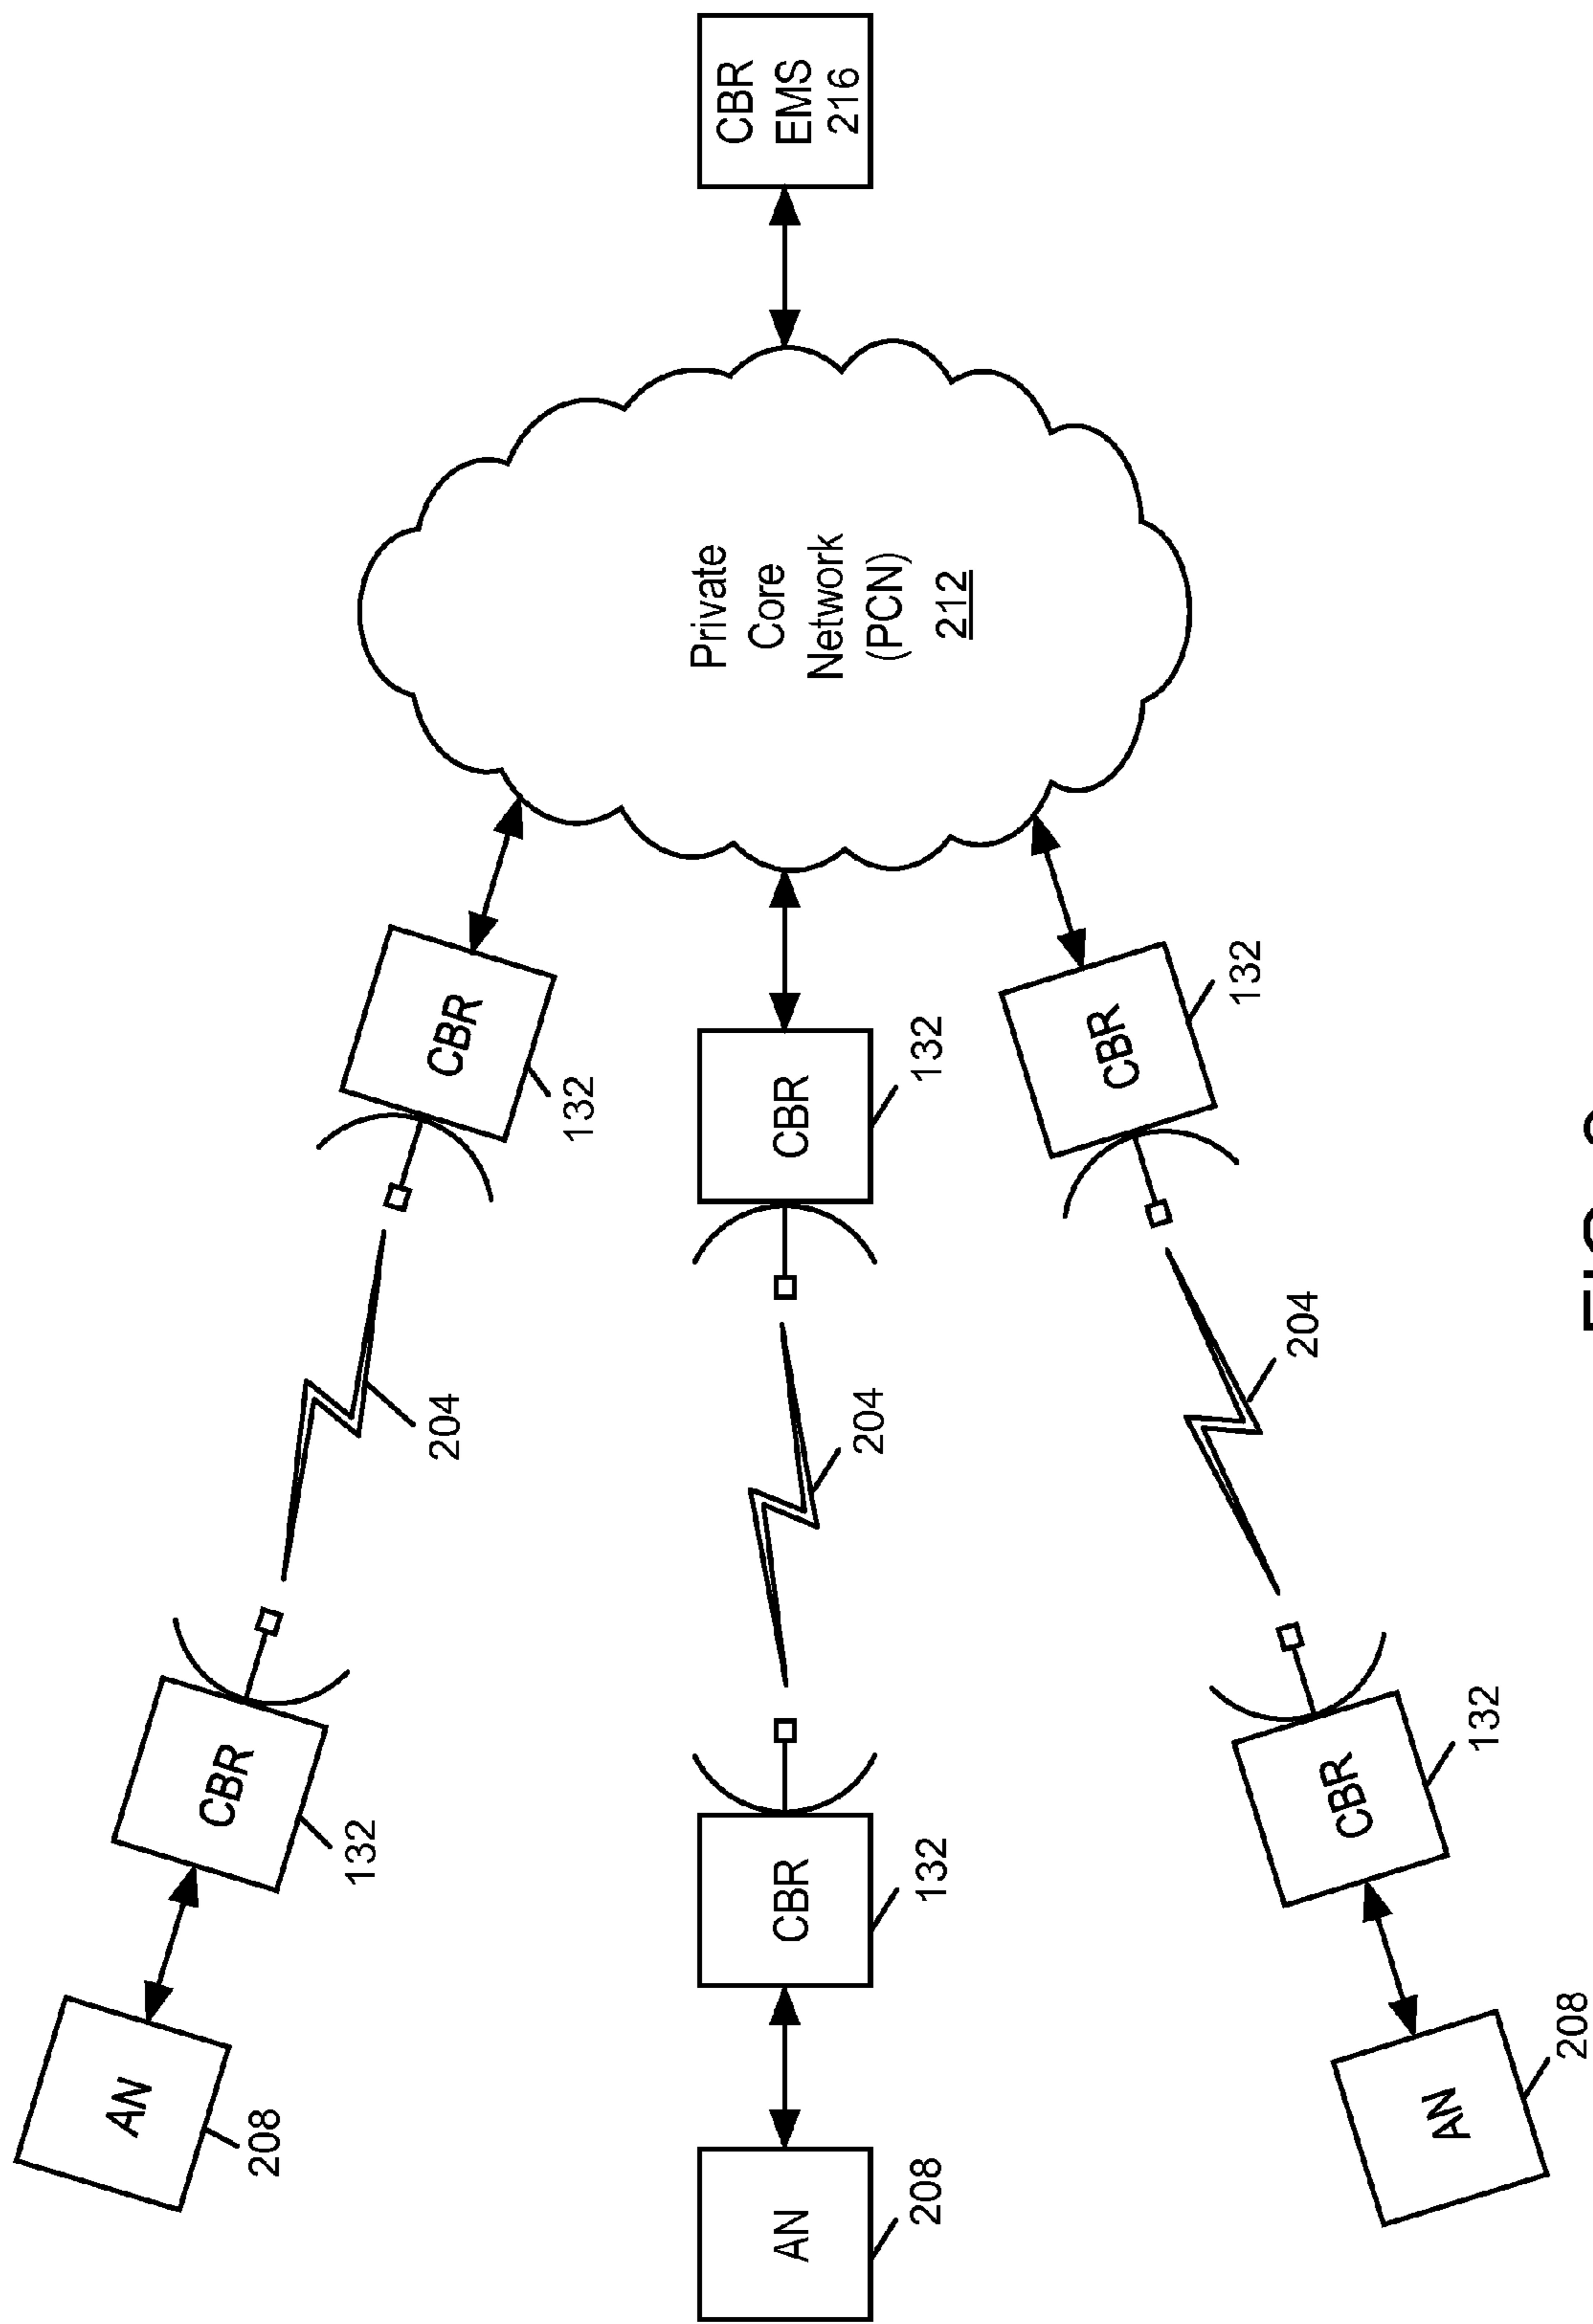 AN
208
CBR
132
204
CBR
132
AN
208
CBR
132
204
CBR
132
Private
Core
Network
(PCN)
212
CBR
EMS
216
AN
208
CBR
132
204
CBR
132